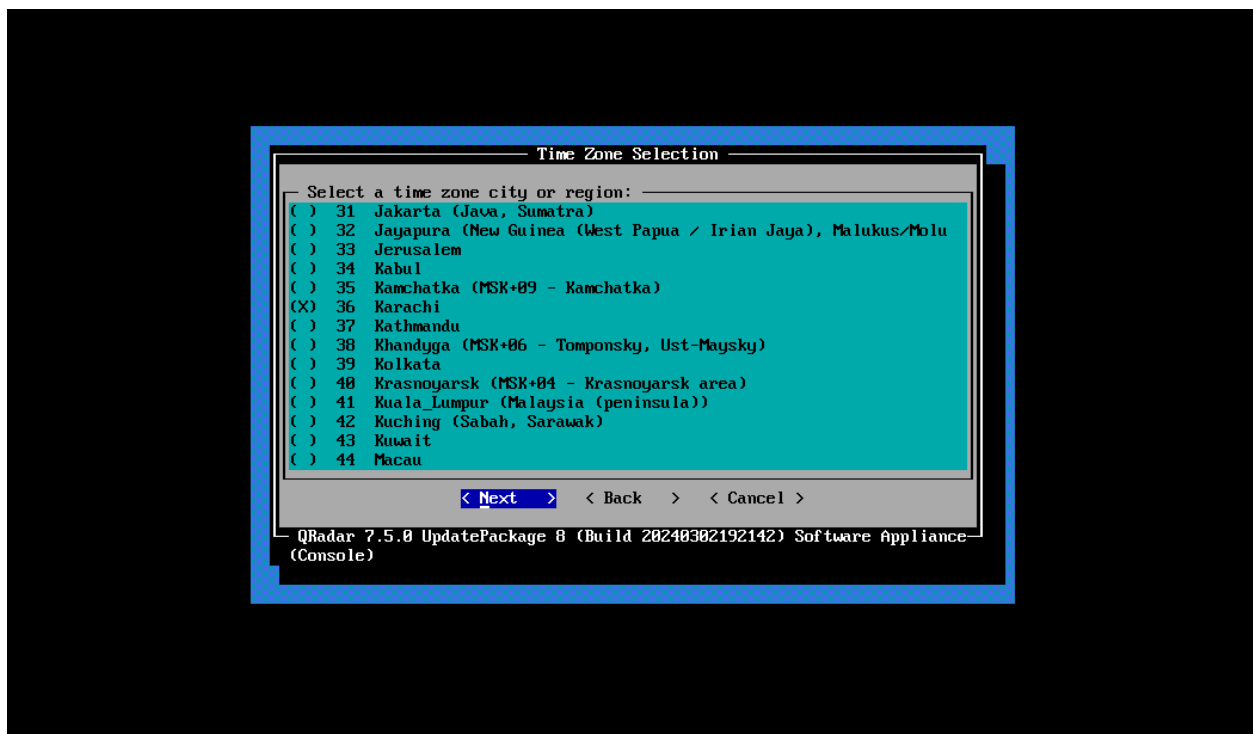 Time Zone Selection
Select a time zone city or region:
( ) 31 Jakarta (Java, Sumatra)
( ) 32 Jayapura (New Guinea (West Papua / Irian Jaya), Malukus/Molu
( ) 33 Jerusalem
( ) 34 Kabul
( ) 35 Kamchatka (MSK+09 - Kamchatka)
(X) 36 Karachi
( ) 37 Kathmandu
( ) 38 Khandyga (MSK+06 - Tomponsky, Ust-Maysky)
( ) 39 Kolkata
( ) 40 Krasnoyarsk (MSK+04 - Krasnoyarsk area)
( ) 41 Kuala_Lumpur (Malaysia (peninsula))
( ) 42 Kuching (Sabah, Sarawak)
( ) 43 Kuwait
( ) 44 Macau
< Next > < Back > < Cancel >
QRadar 7.5.0 UpdatePackage 8 (Build 20240302192142) Software Appliance
(Console)